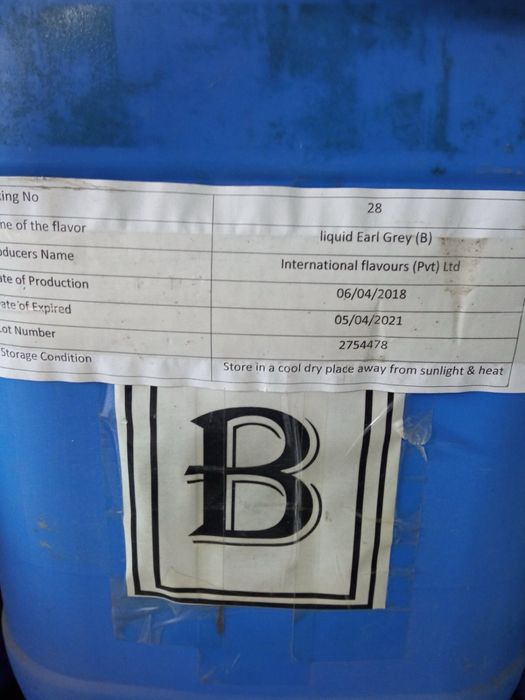 ing No 28
me of the flavor liquid Earl Grey (B)
oducers Name International flavours (Pvt) Ltd
ate of Production 06/04/2018
ate of Expired 05/04/2021
Lot Number 2754478
Storage Condition Store in a cool dry place away from sunlight & heat
B